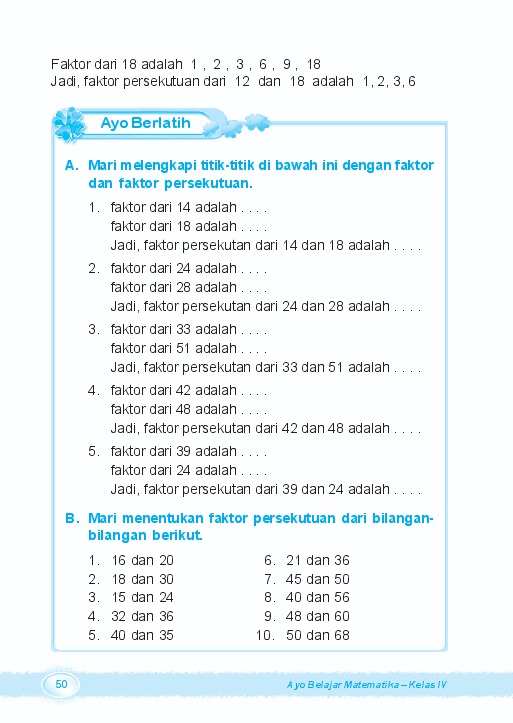 Faktor dari 18 adalah 1 , 2 , 3 , 6 , 9 , 18
Jadi, faktor persekutuan dari 12 dan 18 adalah 1, 2, 3, 6
Ayo Berlatih
A. Mari melengkapi titik-titik di bawah ini dengan faktor
dan faktor persekutuan.
1. faktor dari 14 adalah . . . .
faktor dari 18 adalah . . . .
Jadi, faktor persekutan dari 14 dan 18 adalah . . . .
2. faktor dari 24 adalah . . . .
faktor dari 28 adalah . . . .
Jadi, faktor persekutan dari 24 dan 28 adalah . . . .
3. faktor dari 33 adalah . . . .
faktor dari 51 adalah . . . .
Jadi, faktor persekutan dari 33 dan 51 adalah . . . .
4. faktor dari 42 adalah . . . .
faktor dari 48 adalah . . . .
Jadi, faktor persekutan dari 42 dan 48 adalah . . . .
5. faktor dari 39 adalah . . . .
faktor dari 24 adalah . . . .
Jadi, faktor persekutan dari 39 dan 24 adalah . . . .
B. Mari menentukan faktor persekutuan dari bilangan-
bilangan berikut.
1. 16 dan 20
2. 18 dan 30
3. 15 dan 24
4. 32 dan 36
5. 40 dan 35
6. 21 dan 36
7. 45 dan 50
8. 40 dan 56
9. 48 dan 60
10. 50 dan 68
50
Ayo Belajar Matematika – Kelas IV